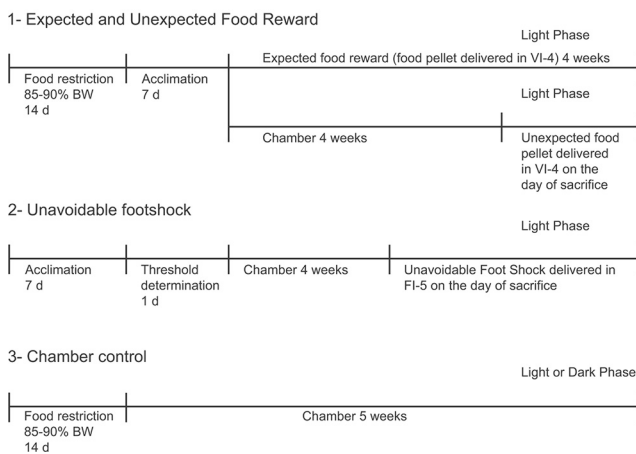 1- Expected and Unexpected Food Reward
Light Phase
Expected food reward (food pellet delivered in VI-4) 4 weeks
Food restriction
85-90% BW
14 d
Acclimation
7 d
Light Phase
Chamber 4 weeks
Unexpected food
pellet delivered
in VI-4 on the
day of sacrifice
2- Unavoidable footshock
Light Phase
Acclimation
7 d
Threshold
determination
1 d
Chamber 4 weeks
Unavoidable Foot Shock delivered in
FI-5 on the day of sacrifice
3- Chamber control
Light or Dark Phase
Food restriction
85-90% BW
14 d
Chamber 5 weeks